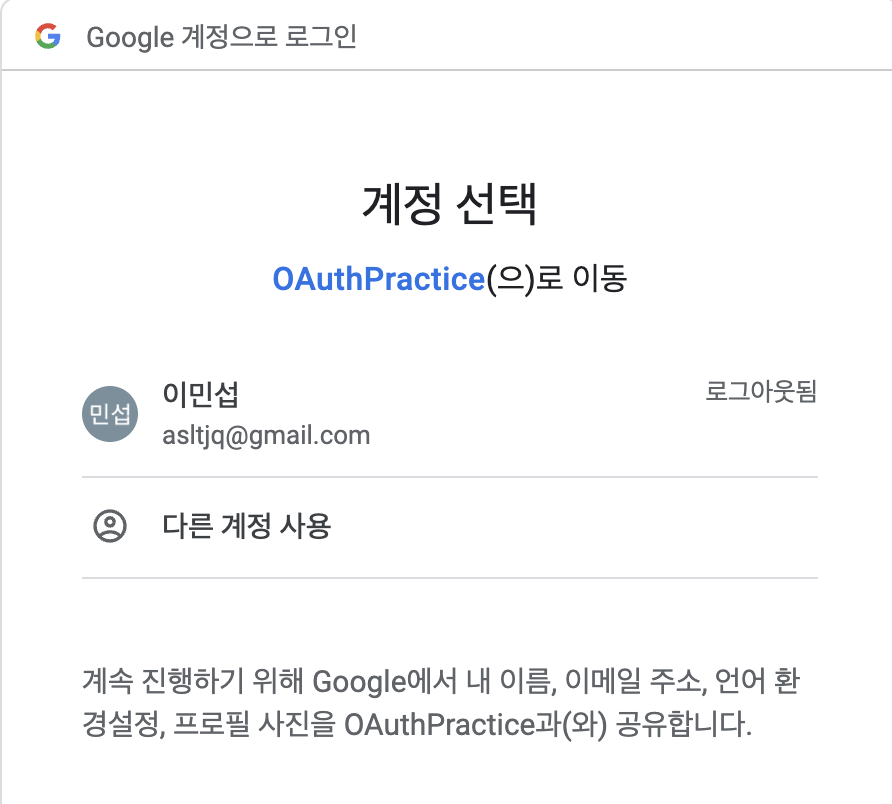 Google 계정으로 로그인
계정 선택
OAuthPractice(으)로 이동
민섭
이민섭
로그아웃됨
asltjq@gmail.com
다른 계정 사용
계속 진행하기 위해 Google에서 내 이름, 이메일 주소, 언어 환
경설정, 프로필 사진을 OAuthPractice과(와) 공유합니다.